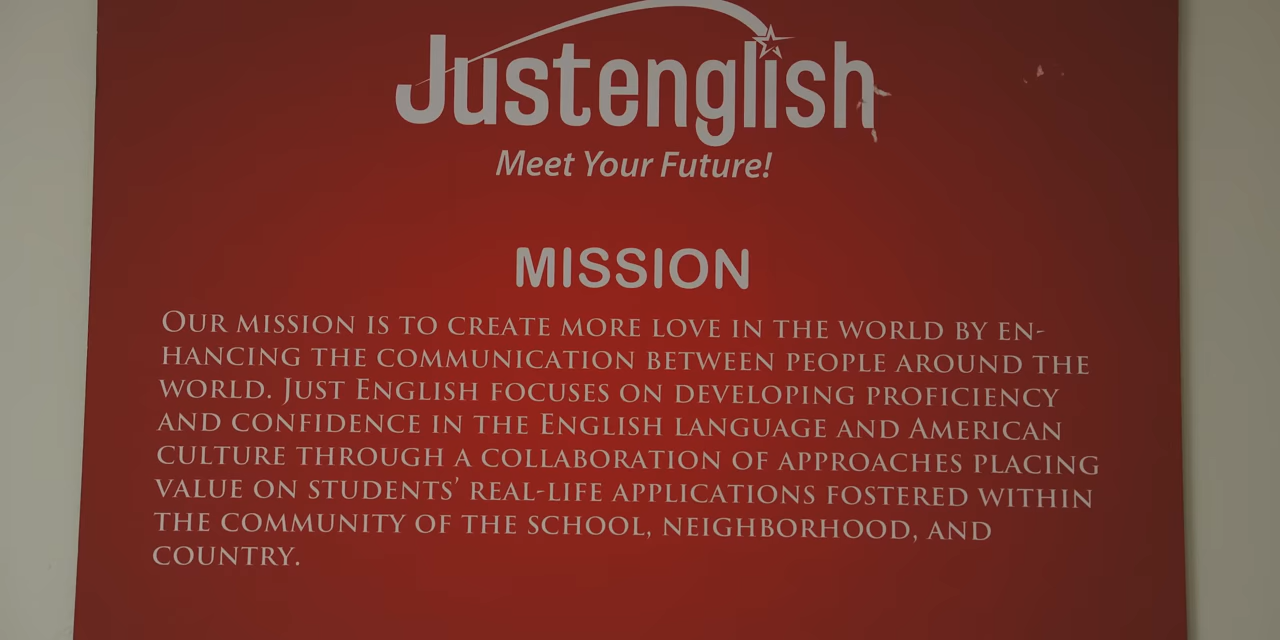 Justenglish
Meet Your Future!
MISSION
OUR MISSION IS TO CREATE MORE LOVE IN THE WORLD BY EN-
HANCING THE COMMUNICATION BETWEEN PEOPLE AROUND THE
WORLD. JUST ENGLISH FOCUSES ON DEVELOPING PROFICIENCY
AND CONFIDENCE IN THE ENGLISH LANGUAGE AND AMERICAN
CULTURE THROUGH A COLLABORATION OF APPROACHES PLACING
VALUE ON STUDENTS’ REAL-LIFE APPLICATIONS FOSTERED WITHIN
THE COMMUNITY OF THE SCHOOL, NEIGHBORHOOD, AND
COUNTRY.